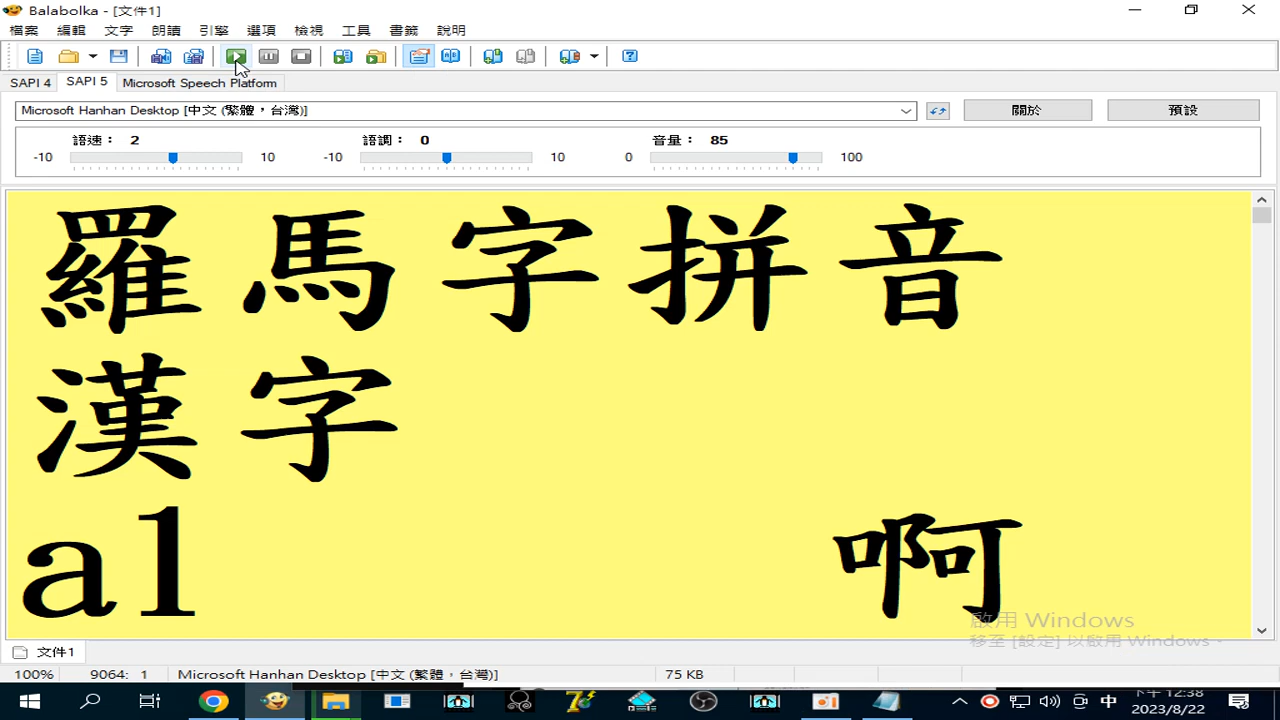 Balabolka - [文件1]
檔案 編輯 文字 朗讀 引擎 選項 檢視 工具 書籤 說明
SAPI 4 SAPI 5 Microsoft Speech Platform
Microsoft Hanhan Desktop [中文 (繁體，台灣)] 關於 預設
語速： 2 語調： 0 音量： 85
-10 10 -10 10 0 100
羅馬字拼音
漢字
a1 啊
啟用 Windows
移至 [設定] 以啟用 Windows。
文件1
100% 9064: 1 Microsoft Hanhan Desktop [中文 (繁體，台灣)] 75 KB
中 下午 12:38
2023/8/22